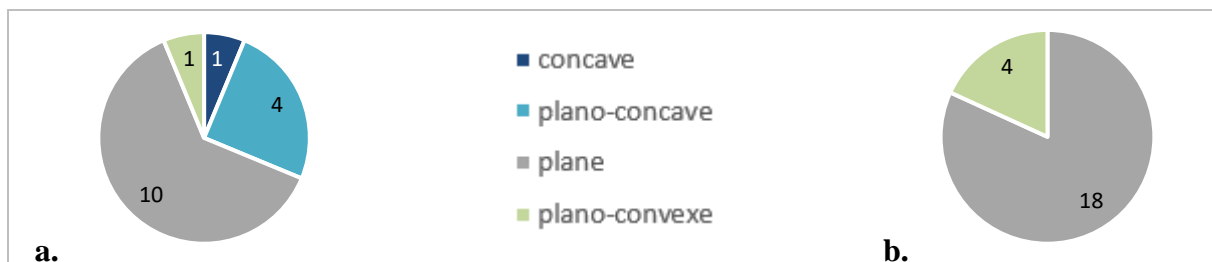 1
1
4
10
a.
concave
plano-concave
plane
plano-convexe
4
18
b.